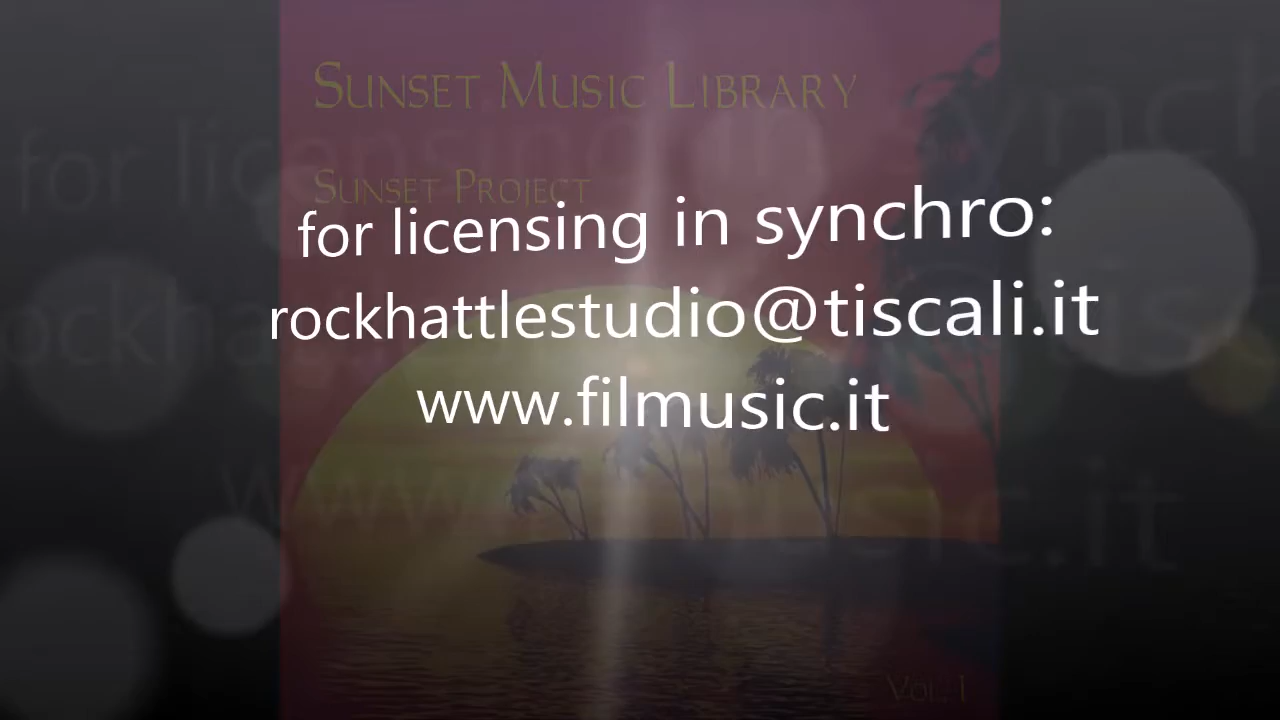 Sunset Music Library
Sunset Project
for licensing in synchro:
rockhattlestudio@tiscali.it
www.filmusic.it
Vol. 1